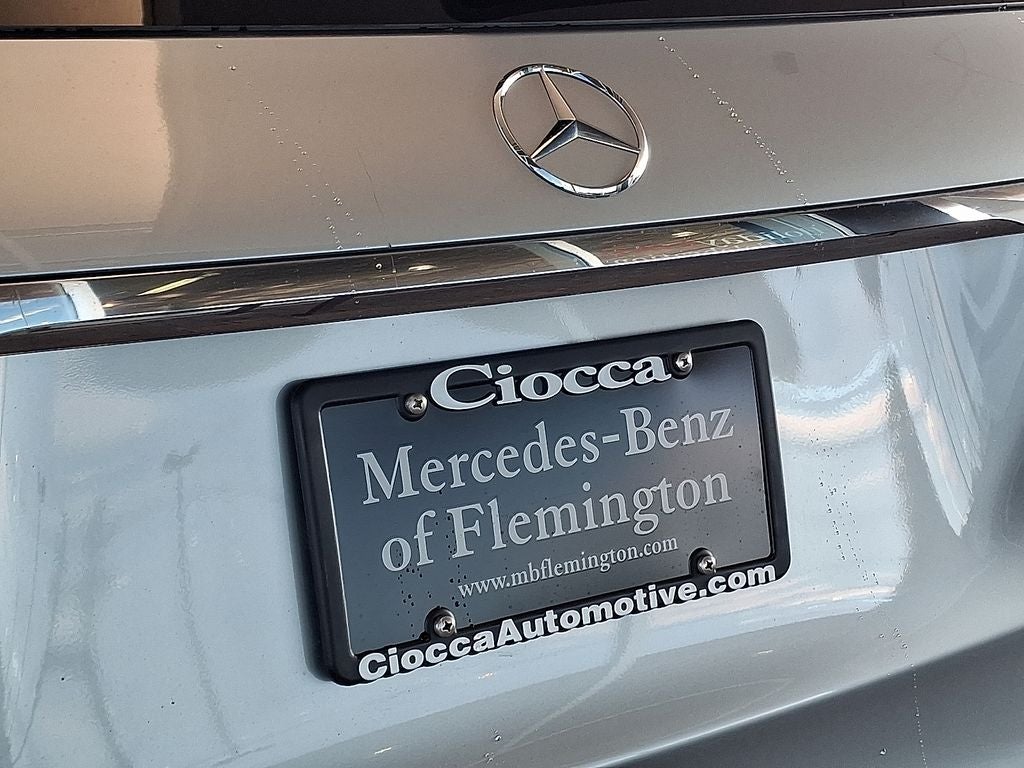 Ciocca
Mercedes-Benz
of Flemington
www.mbflemington.com
CioccaAutomotive.com